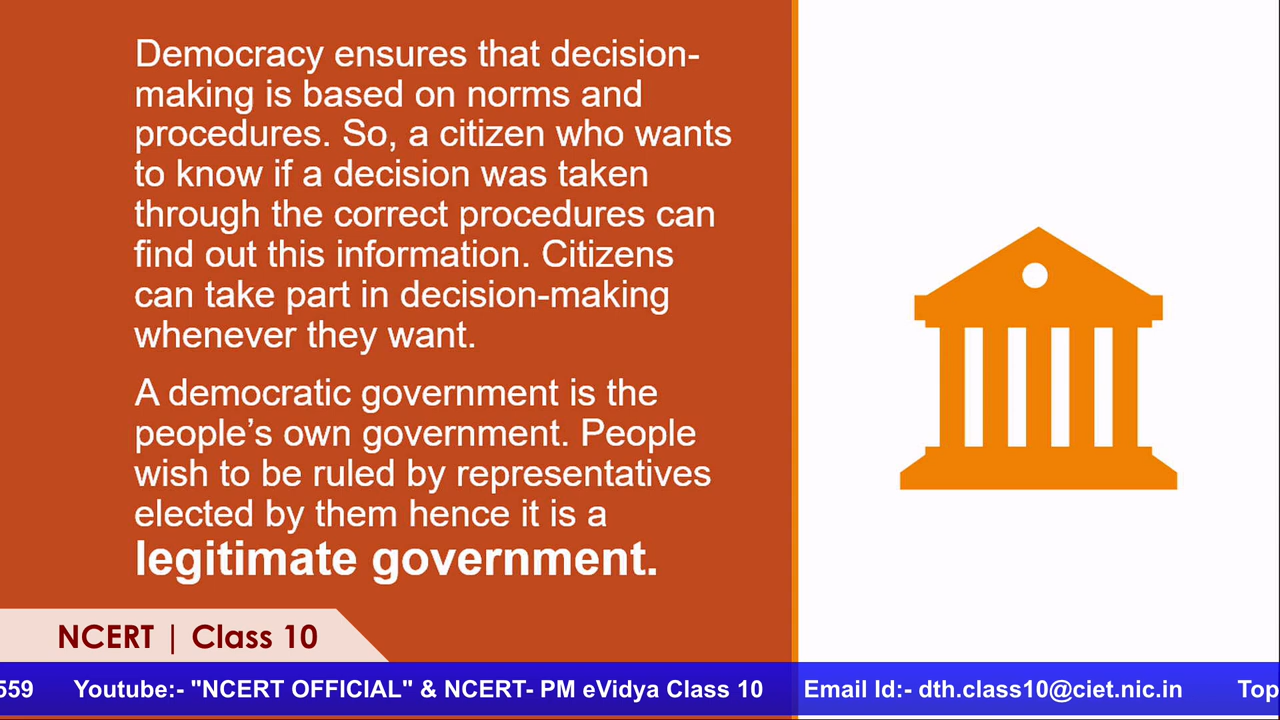 Democracy ensures that decision-
making is based on norms and
procedures. So, a citizen who wants
to know if a decision was taken
through the correct procedures can
find out this information. Citizens
can take part in decision-making
whenever they want.
A democratic government is the
people’s own government. People
wish to be ruled by representatives
elected by them hence it is a
legitimate government.
NCERT | Class 10
559 Youtube:- "NCERT OFFICIAL" & NCERT- PM eVidya Class 10 Email Id:- dth.class10@ciet.nic.in Top